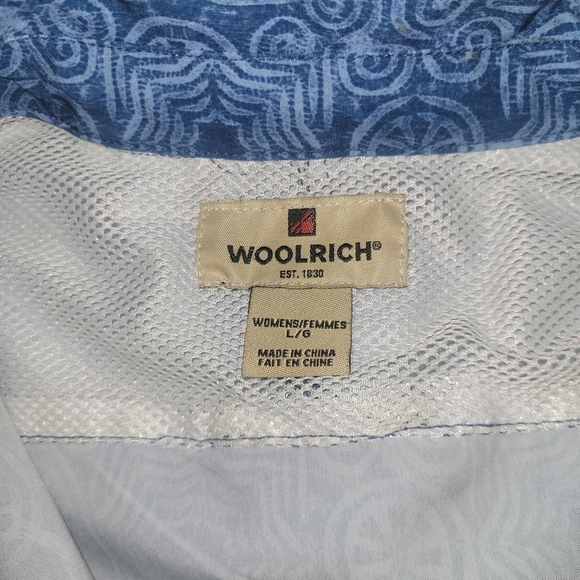 WOOLRICH®
EST. 1830
WOMENS/FEMMES
L/G
MADE IN CHINA
FAIT EN CHINE